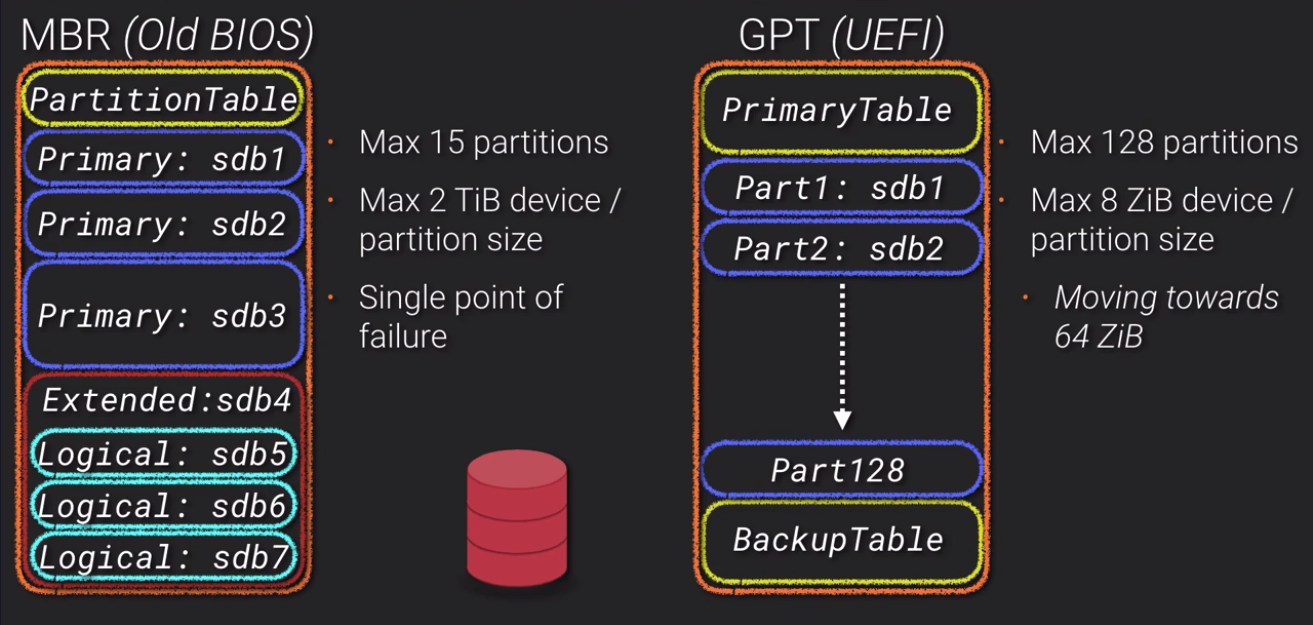 MBR (Old BIOS)
PartitionTable
Primary: sdb1
Primary: sdb2
Primary: sdb3
Extended:sdb4
Logical: sdb5
Logical: sdb6
Logical: sdb7
• Max 15 partitions
• Max 2 TiB device /
partition size
• Single point of
failure
GPT (UEFI)
PrimaryTable
Part1: sdb1
Part2: sdb2
Part128
BackupTable
• Max 128 partitions
• Max 8 ZiB device /
partition size
• Moving towards
64 ZiB